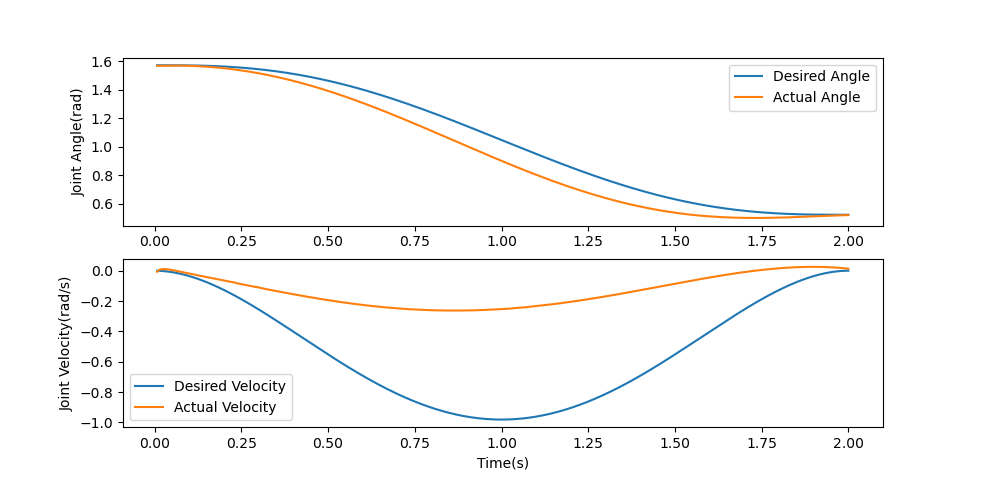 1.6
1.4
1.2
1.0
0.8
0.6
Joint Angle(rad)
Desired Angle
Actual Angle
0.00 0.25 0.50 0.75 1.00 1.25 1.50 1.75 2.00
0.0
−0.2
−0.4
−0.6
−0.8
−1.0
Joint Velocity(rad/s)
Desired Velocity
Actual Velocity
0.00 0.25 0.50 0.75 1.00 1.25 1.50 1.75 2.00
Time(s)